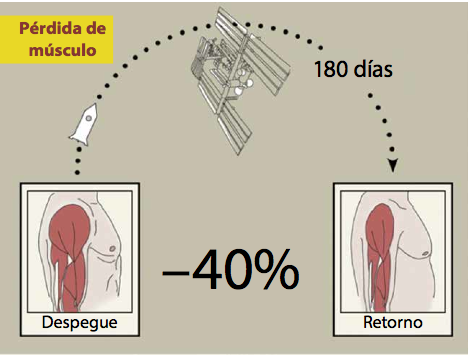 Pérdida de
músculo
180 días
–40%
Despegue
Retorno